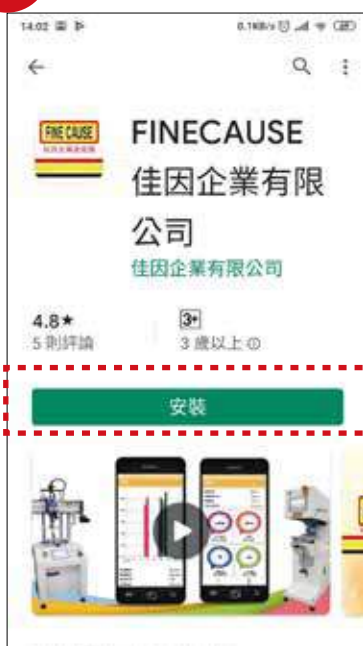 14:02
0.1KB/s
FINE CAUSE
FINECAUSE
佳因企業有限
公司
佳因企業有限公司
4.8★
3+
5 則評論
3 歲以上
安裝